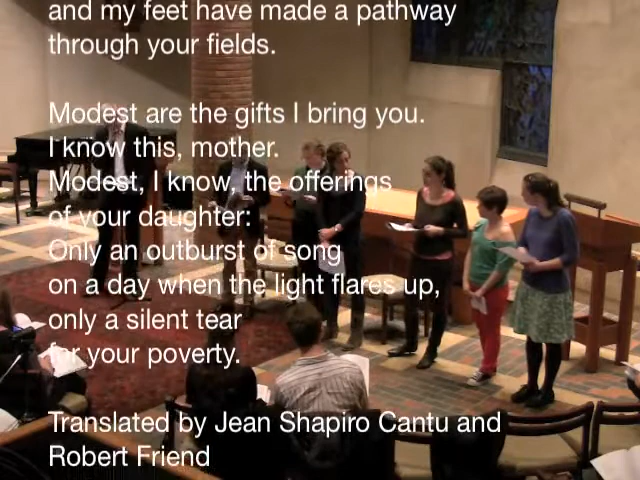 and my feet have made a pathway
through your fields.
Modest are the gifts I bring you.
I know this, mother.
Modest, I know, the offerings
of your daughter:
Only an outburst of song
on a day when the light flares up,
only a silent tear
for your poverty.
Translated by Jean Shapiro Cantu and
Robert Friend